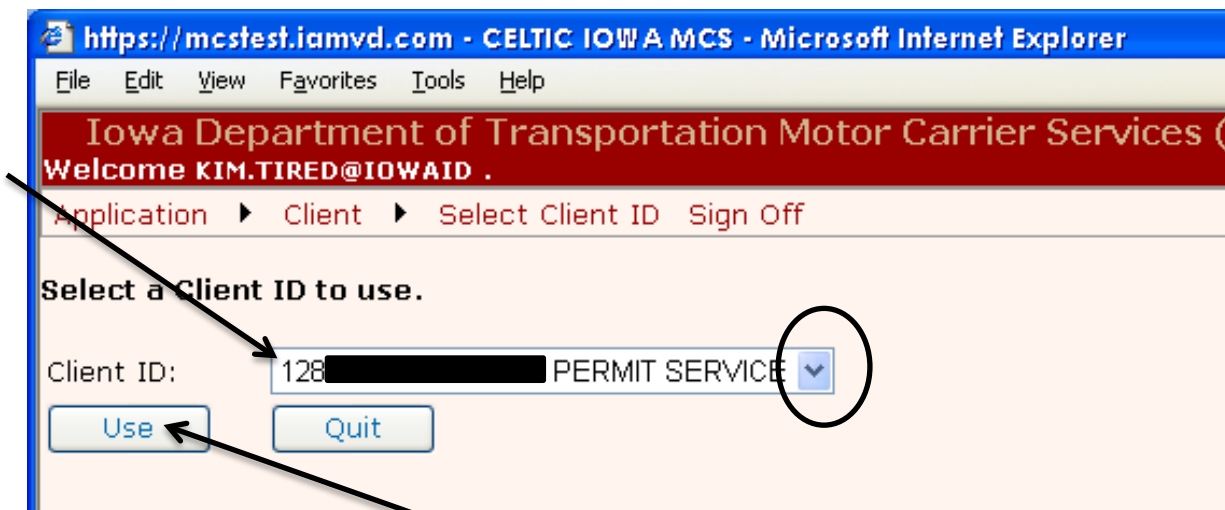 https://mcstest.iamvd.com - CELTIC IOWA MCS - Microsoft Internet Explorer
File Edit View Favorites Tools Help
Iowa Department of Transportation Motor Carrier Services (
Welcome KIM.TIRED@IOWAID .
Application Client Select Client ID Sign Off
Select a Client ID to use.
Client ID: 128 PERMIT SERVICE
Use Quit